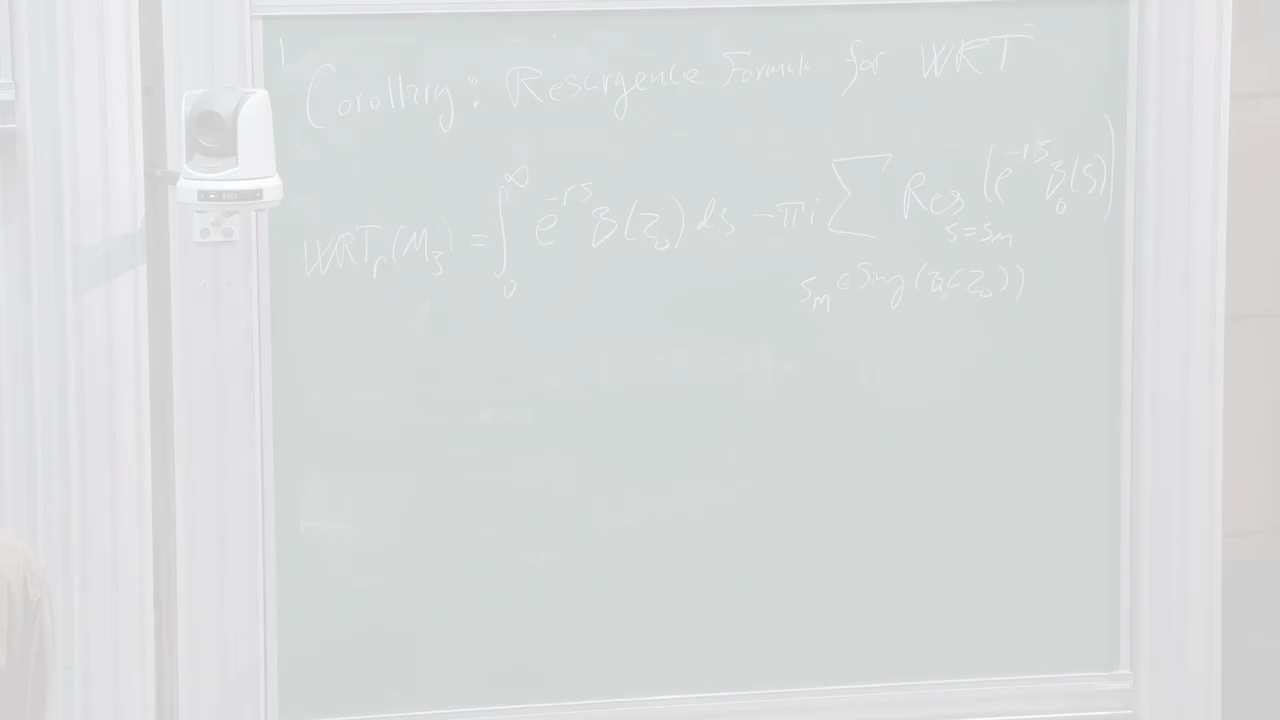 Corollary: Resurgence Formula for WRT
WRT_r(M_3) = ∫_0^∞ e^{-rs} B(Z_0) ds - πi ∑ Res_{s=s_m} (e^{-rs} B_0(s))
s_m ∈ Sing(B(Z_0))